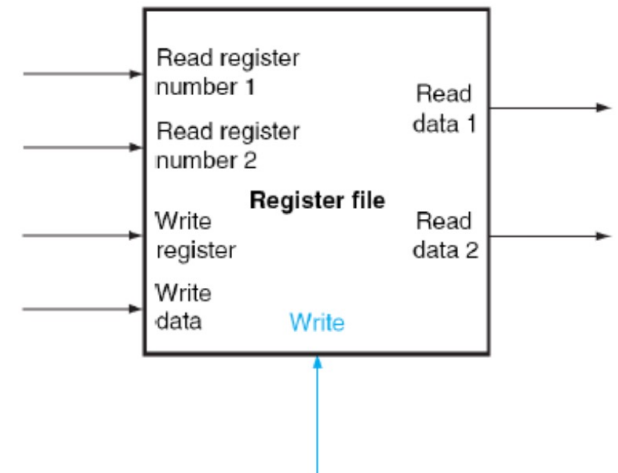 Read register
number 1
Read register
number 2
Write
register
Write
data
Register file
Write
Read
data 1
Read
data 2